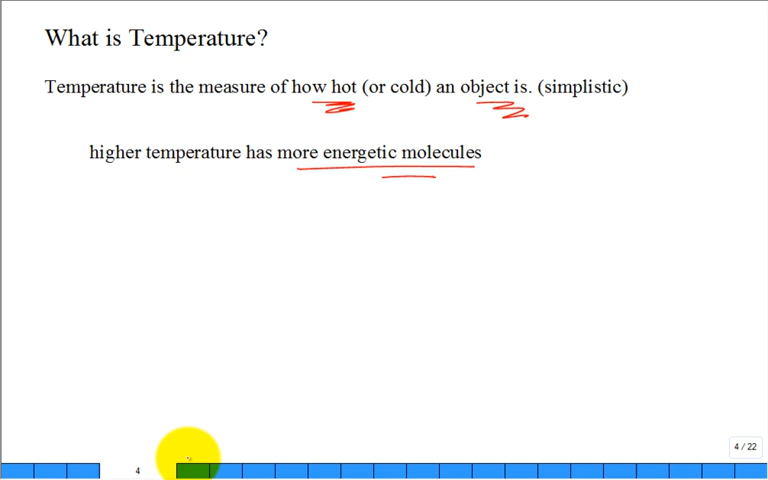 What is Temperature?
Temperature is the measure of how hot (or cold) an object is. (simplistic)
higher temperature has more energetic molecules
4 / 22
4